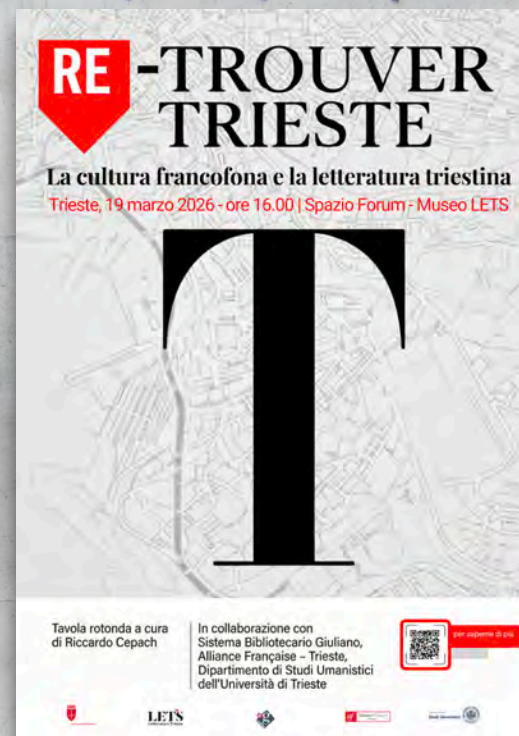 RE-TROUVER
TRIESTE
La cultura francofona e la letteratura triestina
Trieste, 19 marzo 2026 - ore 16.00 | Spazio Forum - Museo LETS
T
Tavola rotonda a cura
di Riccardo Cepach
In collaborazione con
Sistema Bibliotecario Giuliano,
Alliance Française – Trieste,
Dipartimento di Studi Umanistici
dell'Università di Trieste
per saperne di più
LETS